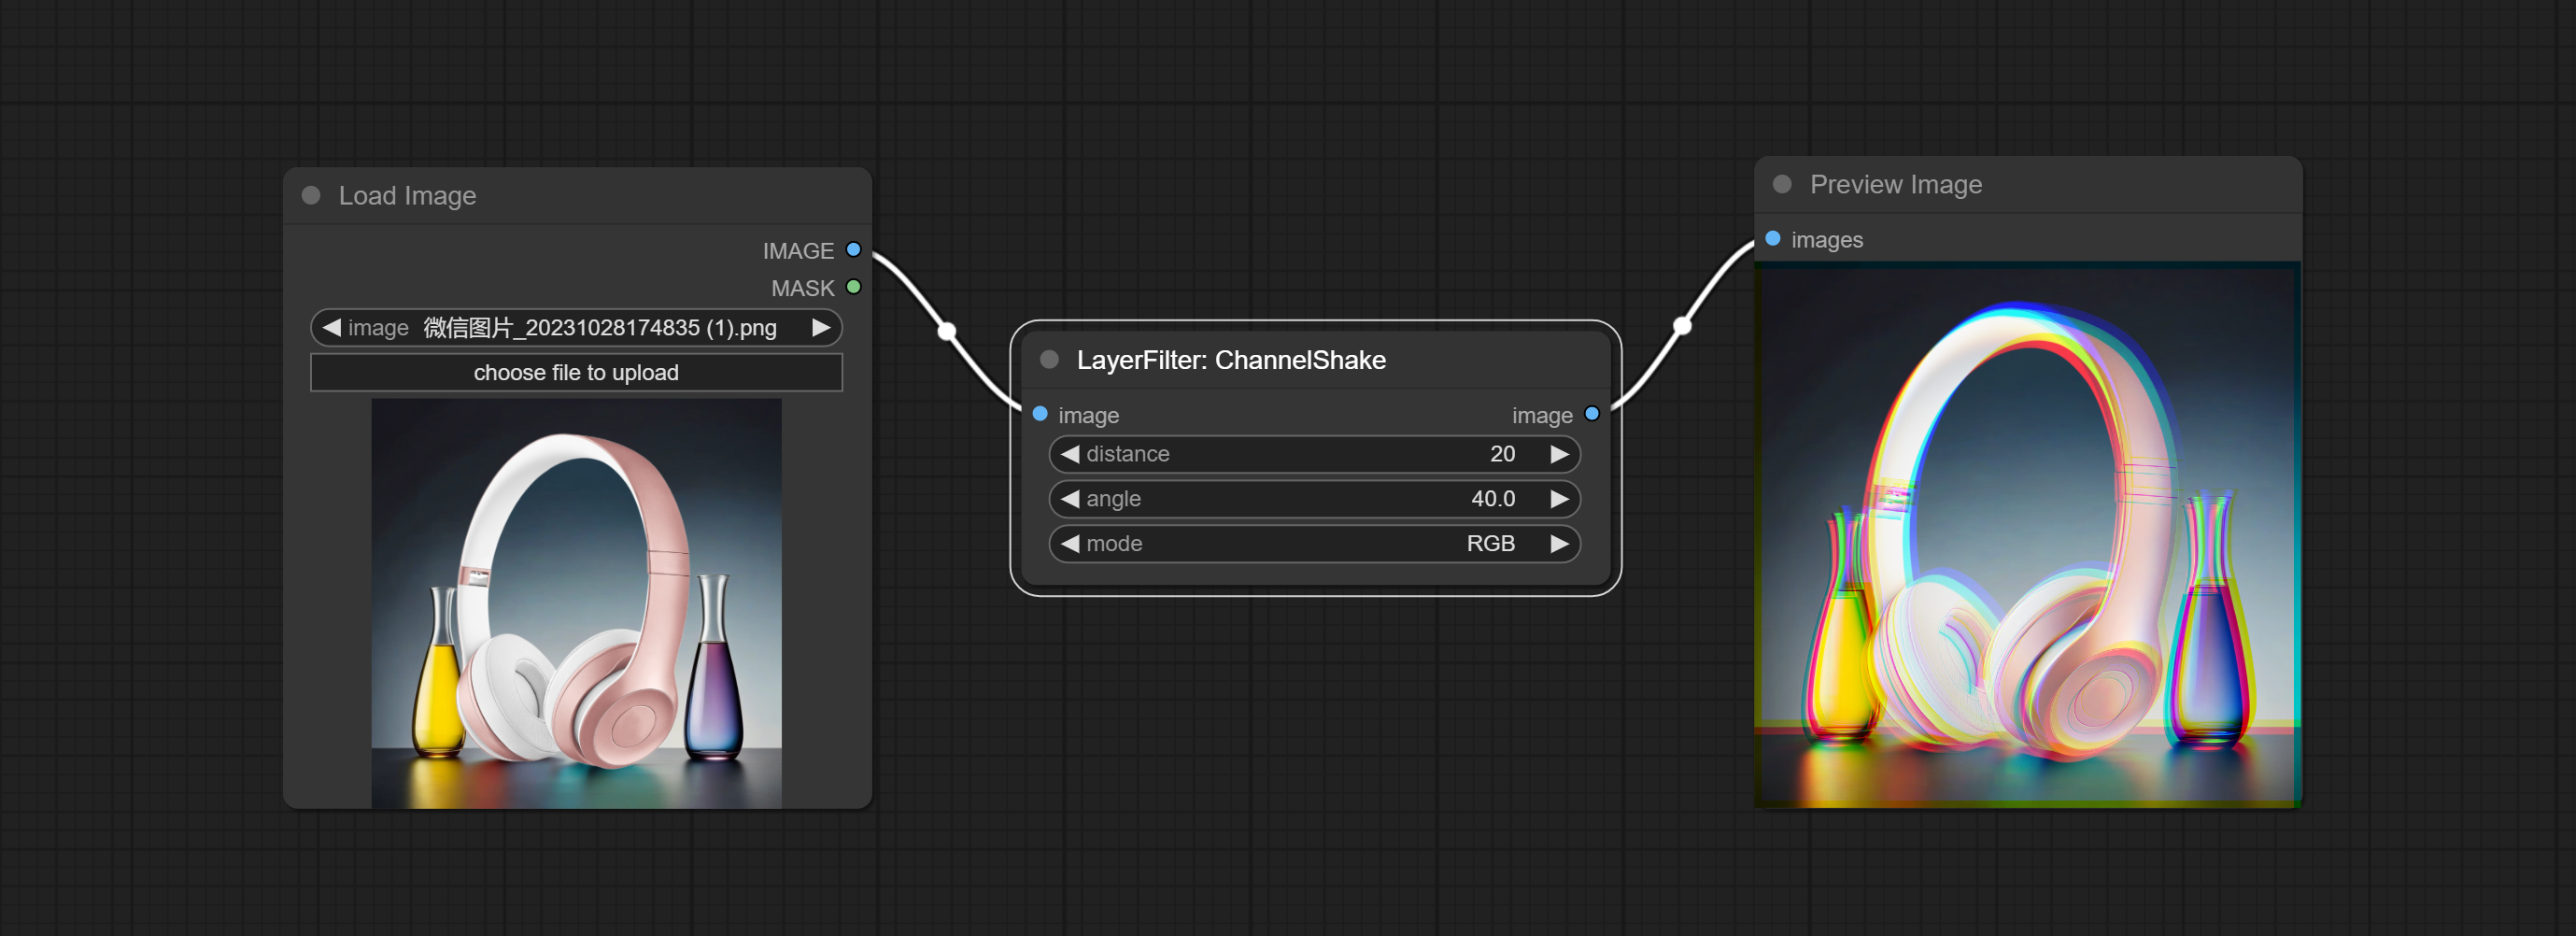 Load Image
IMAGE
MASK
image 微信图片_20231028174835 (1).png
choose file to upload
LayerFilter: ChannelShake
image image
distance 20
angle 40.0
mode RGB
Preview Image
images